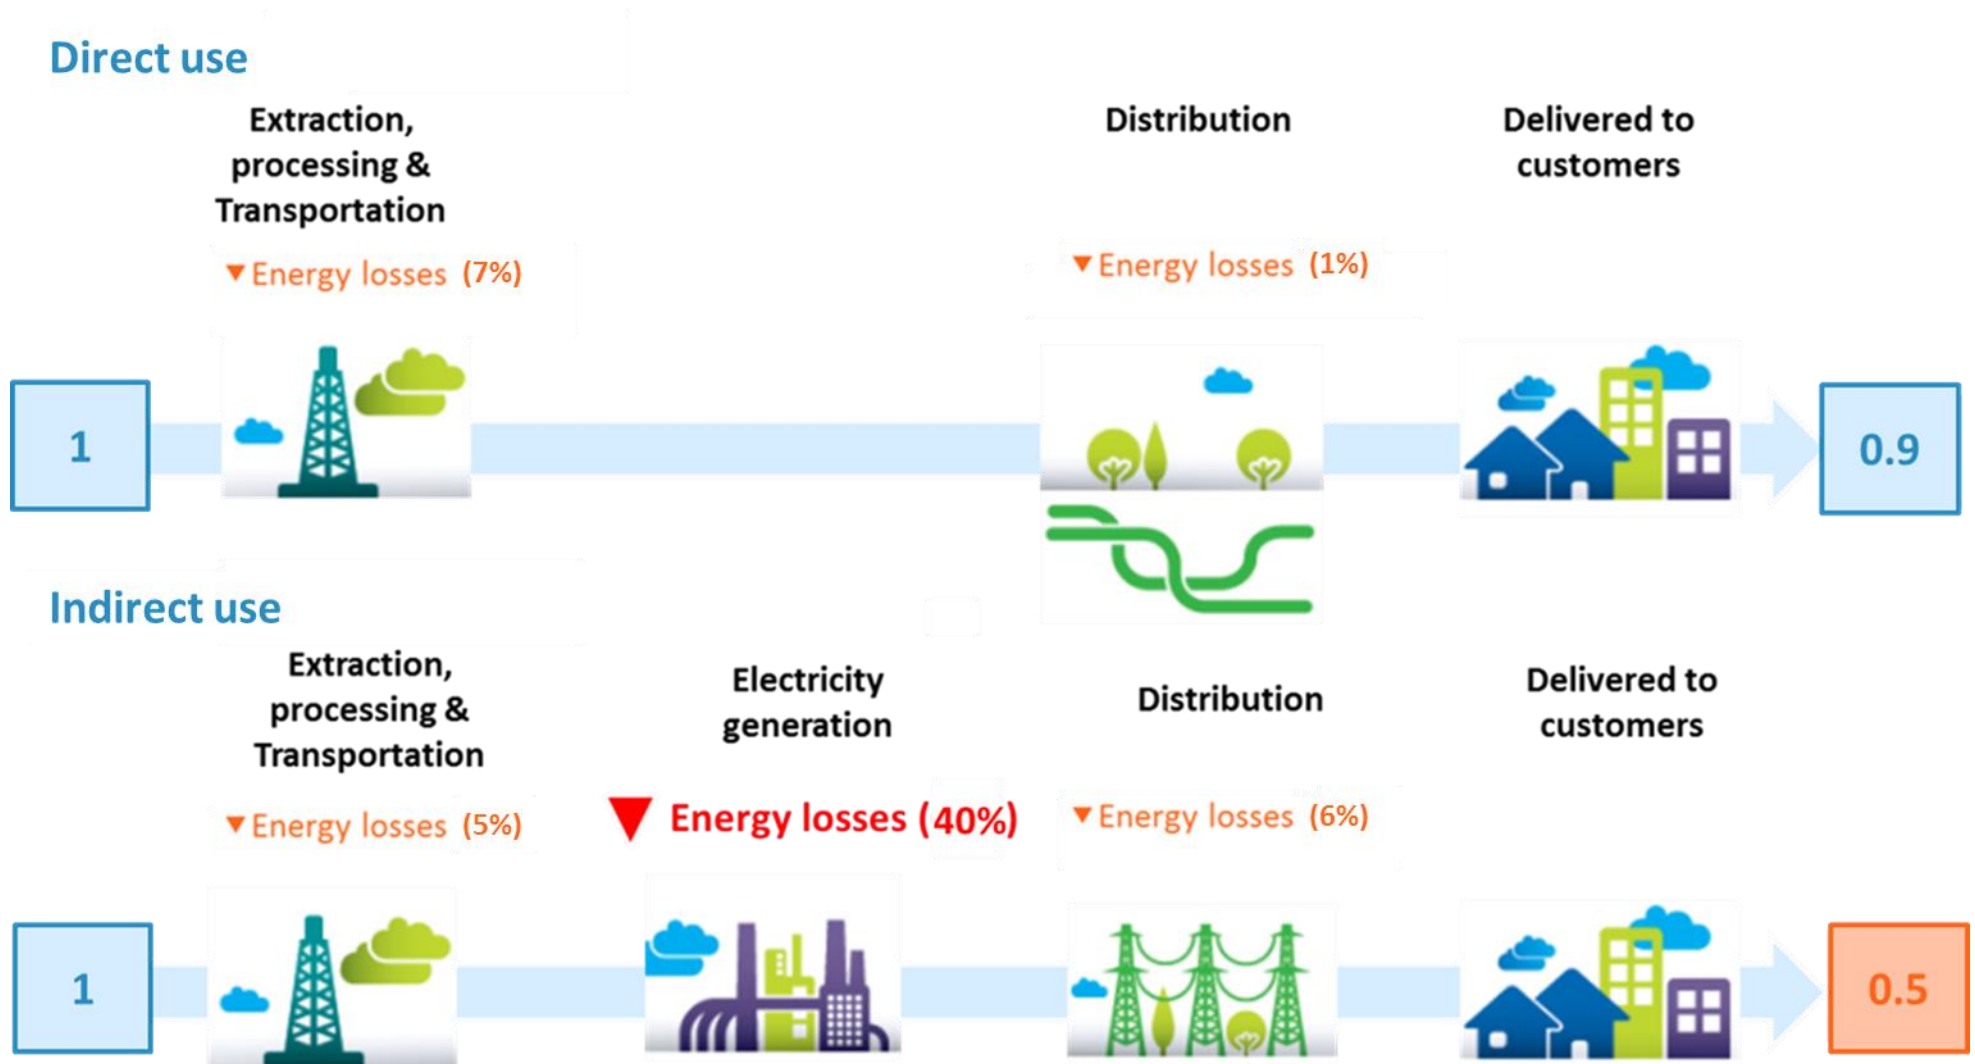 Direct use
Extraction,
processing &
Transportation
▼ Energy losses (7%)
Distribution
▼ Energy losses (1%)
Delivered to
customers
1
0.9
Indirect use
Extraction,
processing &
Transportation
▼ Energy losses (5%)
Electricity
generation
▼ Energy losses (40%)
Distribution
▼ Energy losses (6%)
Delivered to
customers
1
0.5